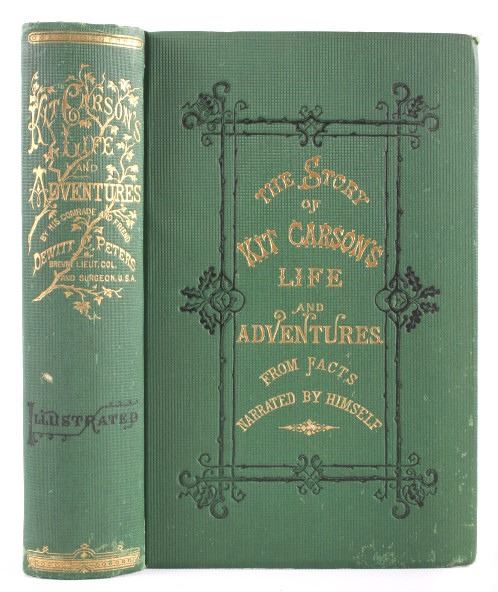 KIT CARSON'S
LIFE
AND
ADVENTURES
BY HIS COMRADE AND FRIEND
DEWITT C. PETERS
BREVT LIEUT. COL.
AND SURGEON, U.S.A.
ILLUSTRATED
THE STORY
OF
KIT CARSON'S
LIFE
AND
ADVENTURES.
FROM FACTS
NARRATED BY HIMSELF